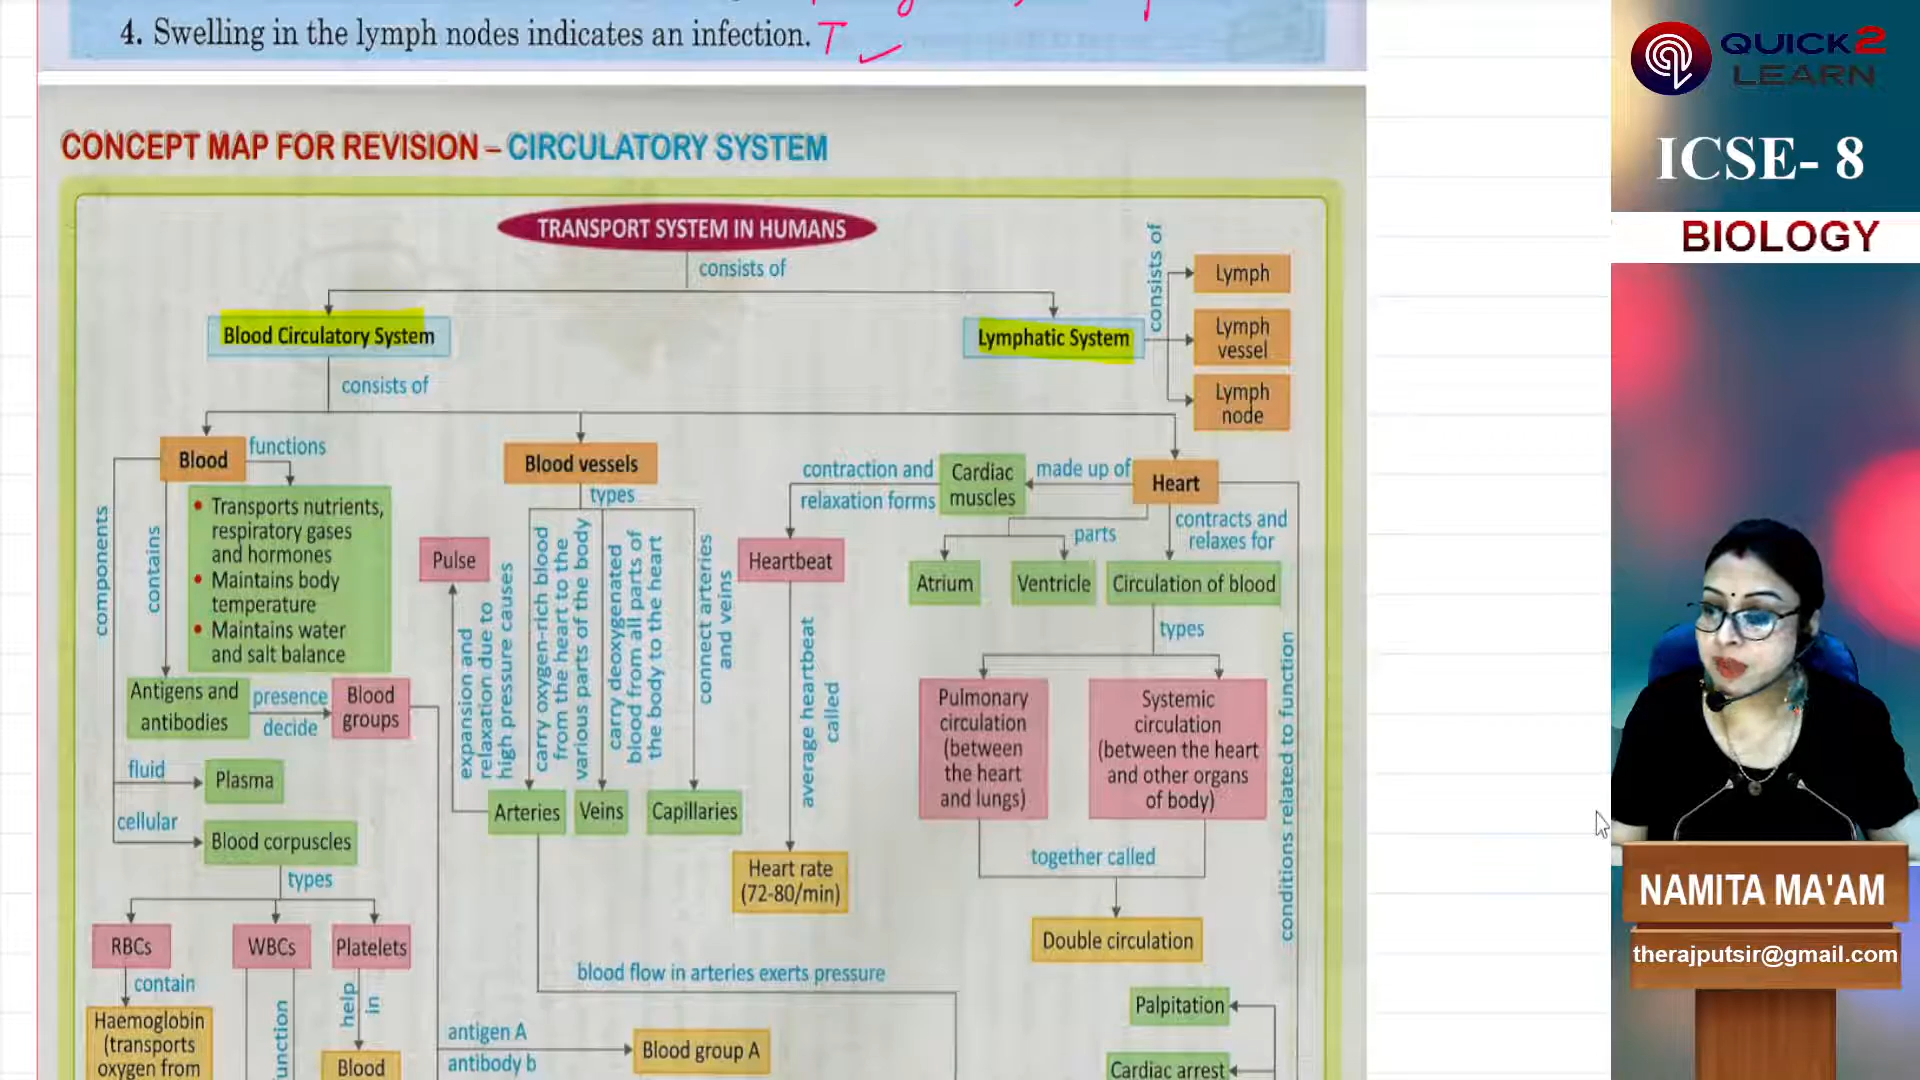 4. Swelling in the lymph nodes indicates an infection. T ✓
CONCEPT MAP FOR REVISION – CIRCULATORY SYSTEM
TRANSPORT SYSTEM IN HUMANS
consists of
Blood Circulatory System
Lymphatic System
consists of
Lymph
Lymph
vessel
Lymph
node
consists of
Blood
functions
Blood vessels
Heart
made up of
Cardiac
muscles
contraction and
relaxation forms
components
contains
• Transports nutrients,
respiratory gases
and hormones
• Maintains body
temperature
• Maintains water
and salt balance
types
Pulse
expansion and
relaxation due to
high pressure causes
carry oxygen-rich blood
from the heart to the
various parts of the body
carry deoxygenated
blood from all parts of
the body to the heart
connect arteries
and veins
Heartbeat
average heartbeat
called
parts
Atrium
Ventricle
contracts and
relaxes for
Circulation of blood
types
conditions related to function
Antigens and
antibodies
presence
decide
Blood
groups
Pulmonary
circulation
(between
the heart
and lungs)
Systemic
circulation
(between the heart
and other organs
of body)
fluid
Plasma
cellular
Blood corpuscles
Arteries
Veins
Capillaries
together called
Heart rate
(72-80/min)
types
RBCs
WBCs
Platelets
Double circulation
contain
help
in
blood flow in arteries exerts pressure
Palpitation
Haemoglobin
(transports
oxygen from
Blood
antigen A
antibody b
Blood group A
Cardiac arrest
QUICK2
LEARN
ICSE- 8
BIOLOGY
NAMITA MA'AM
therajputsir@gmail.com